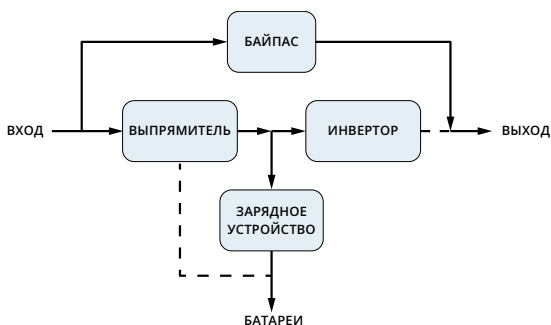 БАЙПАС
ВХОД
ВЫПРЯМИТЕЛЬ
ИНВЕРТОР
ВЫХОД
ЗАРЯДНОЕ
УСТРОЙСТВО
БАТАРЕИ